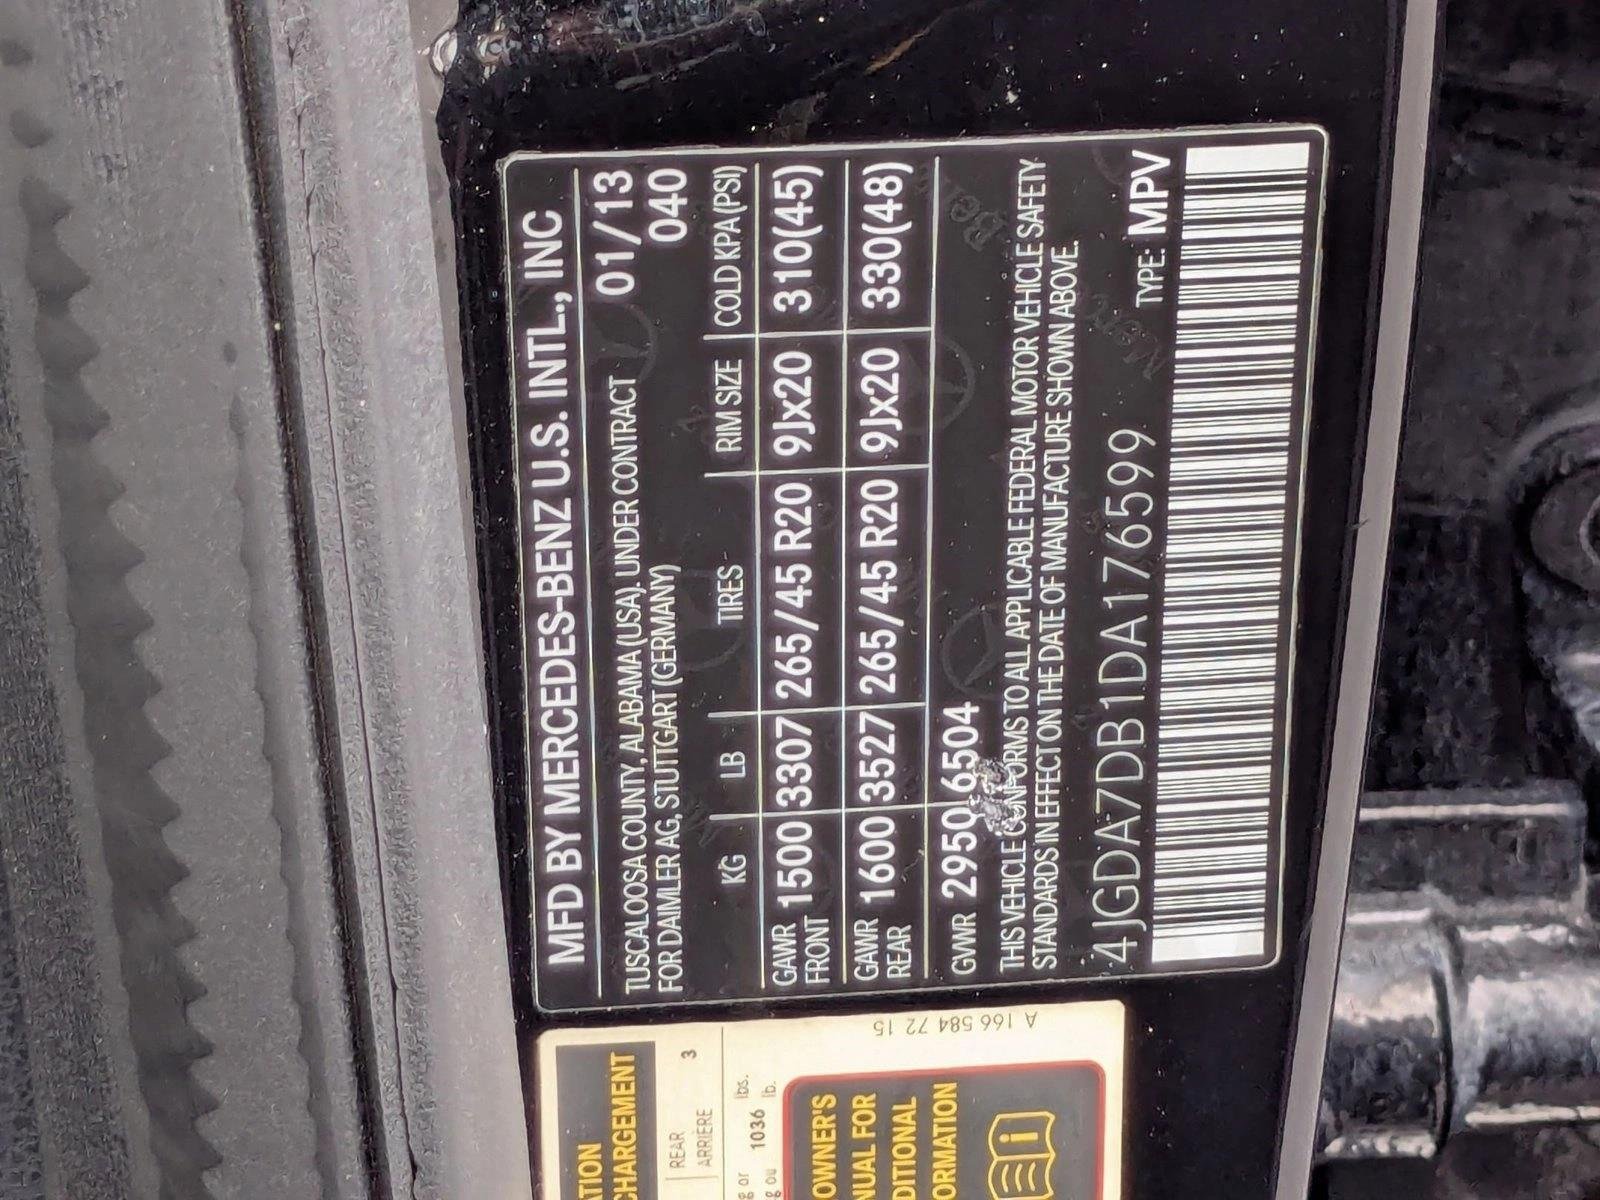 MFD BY MERCEDES-BENZ U.S. INTL., INC
TUSCALOOSA COUNTY, ALABAMA (USA). UNDER CONTRACT 01/13
FOR DAIMLER AG, STUTTGART (GERMANY) 040
KG LB TIRES RIM SIZE COLD KPA(PSI)
GAWR FRONT 1500 3307 265/45 R20 9Jx20 310(45)
GAWR REAR 1600 3527 265/45 R20 9Jx20 330(48)
GVWR 2950 6504
THIS VEHICLE CONFORMS TO ALL APPLICABLE FEDERAL MOTOR VEHICLE SAFETY
STANDARDS IN EFFECT ON THE DATE OF MANUFACTURE SHOWN ABOVE.
4JGDA7DB1DA176599 TYPE: MPV
ATION
CHARGEMENT
REAR 3
ARRIÈRE
g or 1036 lbs.
g ou lb.
OWNER'S
NUAL FOR
DITIONAL
ORMATION
A 166 584 72 15